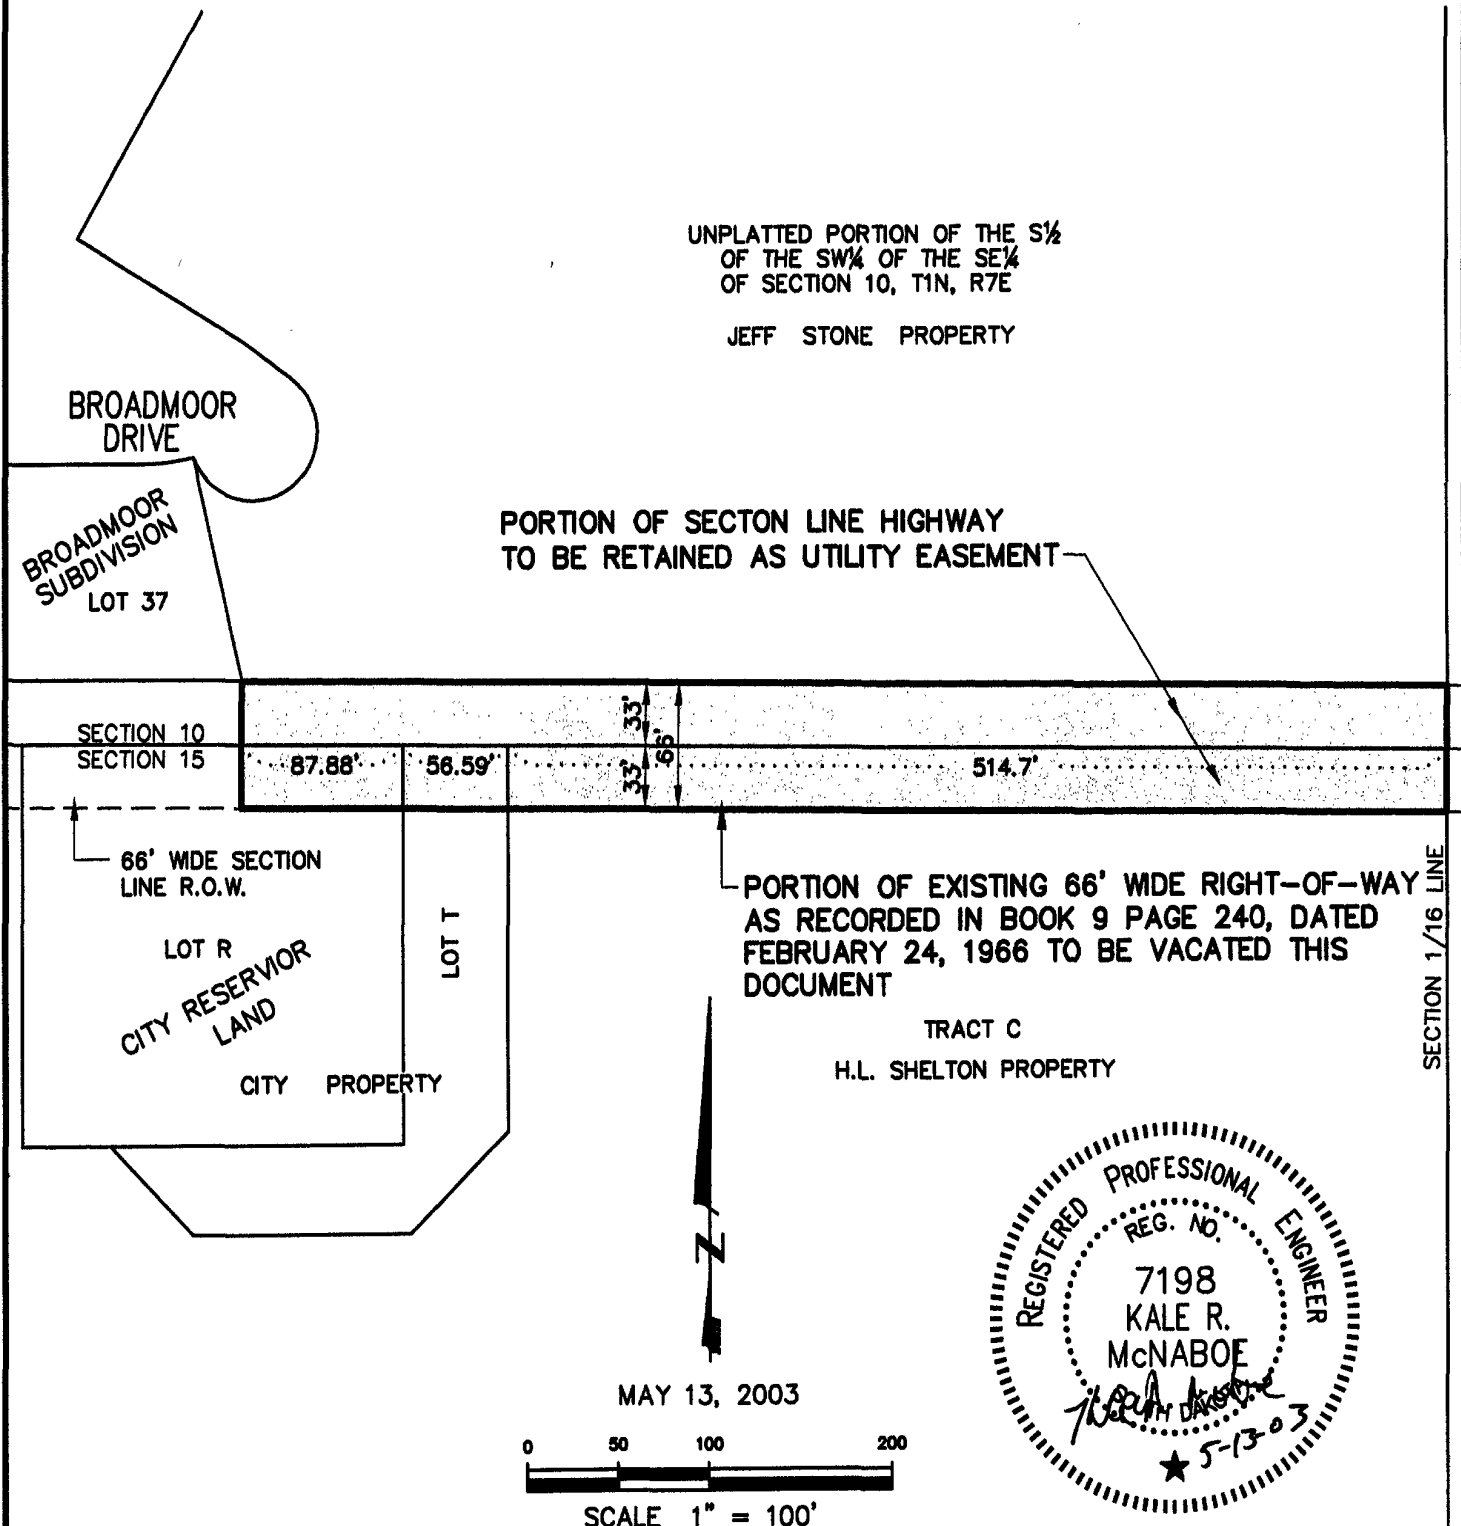 UNPLATTED PORTION OF THE S½
OF THE SW¼ OF THE SE¼
OF SECTION 10, T1N, R7E
JEFF STONE PROPERTY
BROADMOOR
DRIVE
BROADMOOR
SUBDIVISION
LOT 37
PORTION OF SECTON LINE HIGHWAY
TO BE RETAINED AS UTILITY EASEMENT
SECTION 10
SECTION 15
87.88'
56.59'
33'
33'
66'
514.7'
66' WIDE SECTION
LINE R.O.W.
LOT R
CITY RESERVIOR
LAND
CITY PROPERTY
LOT T
PORTION OF EXISTING 66' WIDE RIGHT-OF-WAY
AS RECORDED IN BOOK 9 PAGE 240, DATED
FEBRUARY 24, 1966 TO BE VACATED THIS
DOCUMENT
TRACT C
H.L. SHELTON PROPERTY
SECTION 1/16 LINE
N
MAY 13, 2003
0 50 100 200
SCALE 1" = 100'
REGISTERED PROFESSIONAL ENGINEER
REG. NO.
7198
KALE R.
McNABOE
5-13-03